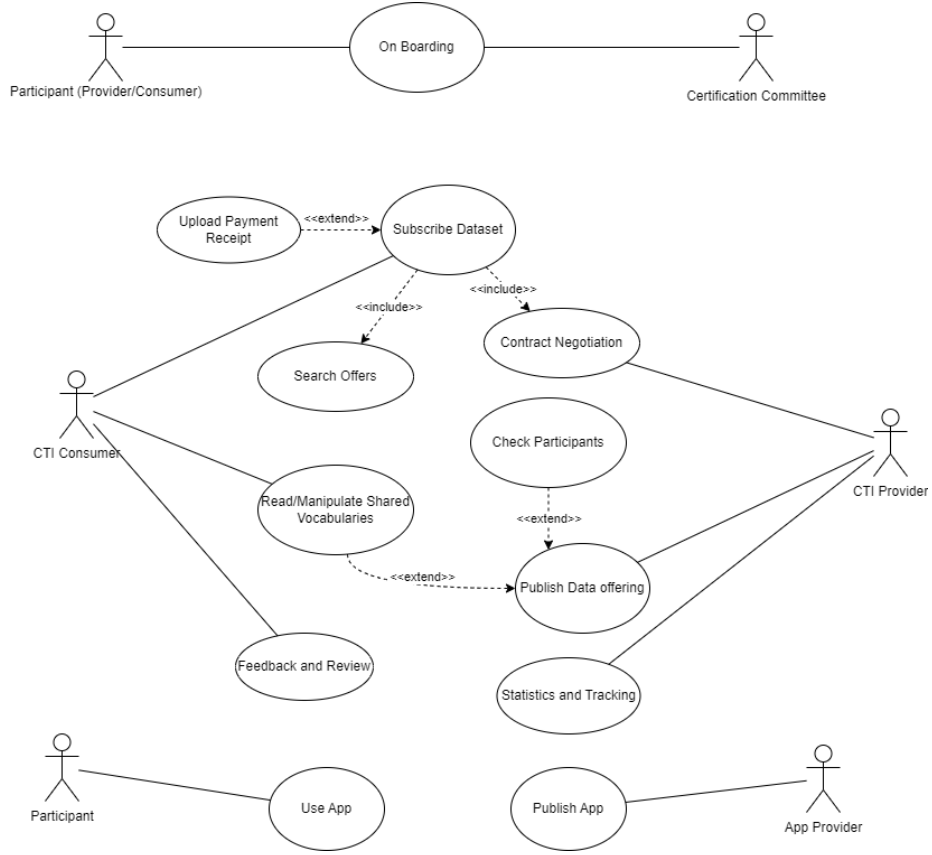 On Boarding
Participant (Provider/Consumer)
Certification Committee
Upload Payment
Receipt
<<extend>>
Subscribe Dataset
<<include>>
<<include>>
Search Offers
Contract Negotiation
CTI Consumer
Check Participants
CTI Provider
Read/Manipulate Shared
Vocabularies
<<extend>>
<<extend>>
Publish Data offering
Feedback and Review
Statistics and Tracking
Participant
Use App
Publish App
App Provider